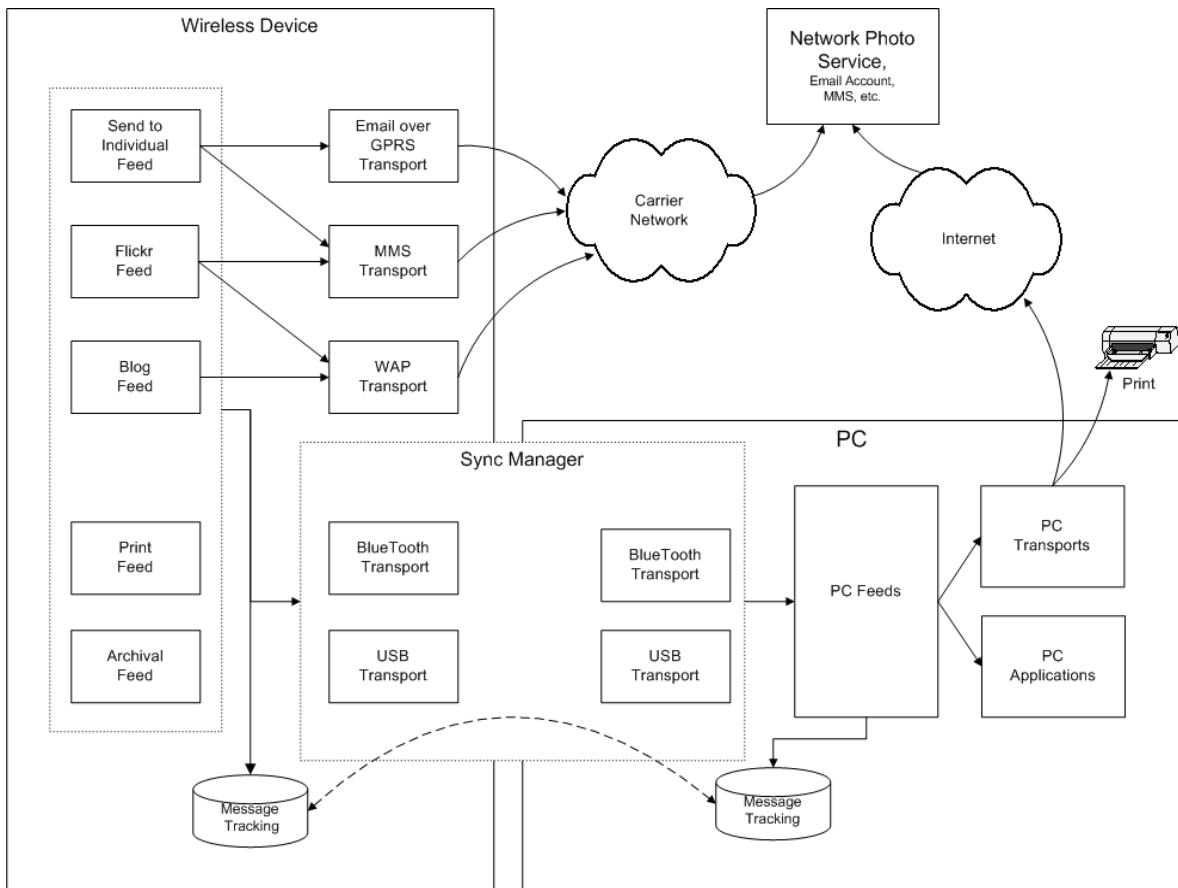 Wireless Device
Network Photo
Service,
Email Account,
MMS, etc.
Send to
Individual
Feed
Email over
GPRS
Transport
Carrier
Network
Flickr
Feed
MMS
Transport
Internet
Blog
Feed
WAP
Transport
Print
PC
Sync Manager
Print
Feed
BlueTooth
Transport
BlueTooth
Transport
PC Feeds
PC
Transports
Archival
Feed
USB
Transport
USB
Transport
PC
Applications
Message
Tracking
Message
Tracking